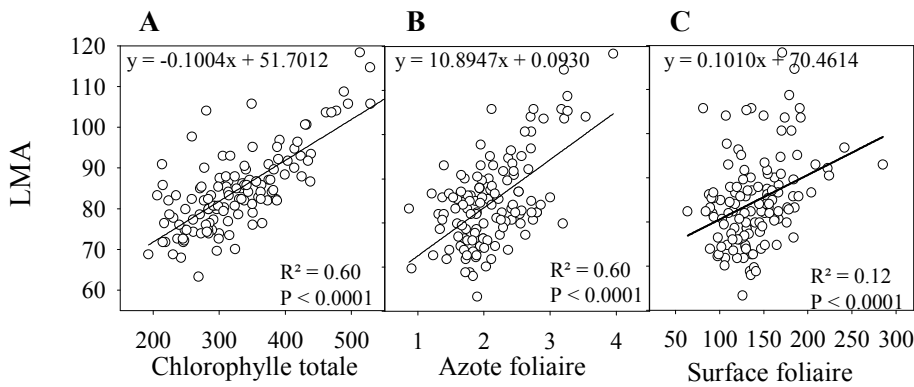 A B C
y = -0.1004x + 51.7012 y = 10.8947x + 0.0930 y = 0.1010x + 70.4614
120
110
100
90
80
70
60
LMA
R² = 0.60
P < 0.0001
R² = 0.60
P < 0.0001
R² = 0.12
P < 0.0001
200 300 400 500
1 2 3 4
50 100 150 200 250 300
Chlorophylle totale Azote foliaire Surface foliaire